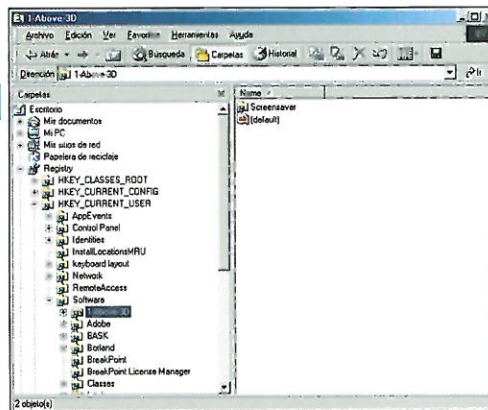 1-Above-3D
Archivo Edición Ver Favoritos Herramientas Ayuda
Atrás Búsqueda Carpetas Historial
Dirección 1-Above-3D Ir
Carpetas
Name
Escritorio
Mis documentos
Mi PC
Mis sitios de red
Papelera de reciclaje
Registry
HKEY_CLASSES_ROOT
HKEY_CURRENT_CONFIG
HKEY_CURRENT_USER
AppEvents
Control Panel
Identities
InstallLocationsMRU
keyboard layout
Network
RemoteAccess
Software
1-Above-3D
Adobe
BASK
Borland
BreakPoint
BreakPoint License Manager
Classes
Screensaver
(default)
2 objeto(s)